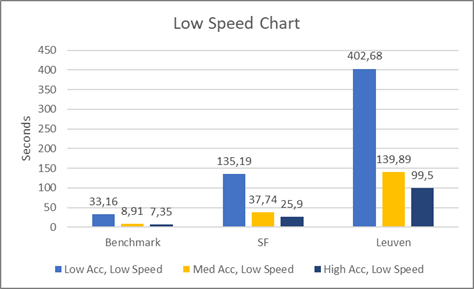 Low Speed Chart
450
400
350
300
250
200
150
100
50
0
Seconds
33,16
8,91
7,35
135,19
37,74
25,9
402,68
139,89
99,5
Benchmark
SF
Leuven
Low Acc, Low Speed
Med Acc, Low Speed
High Acc, Low Speed